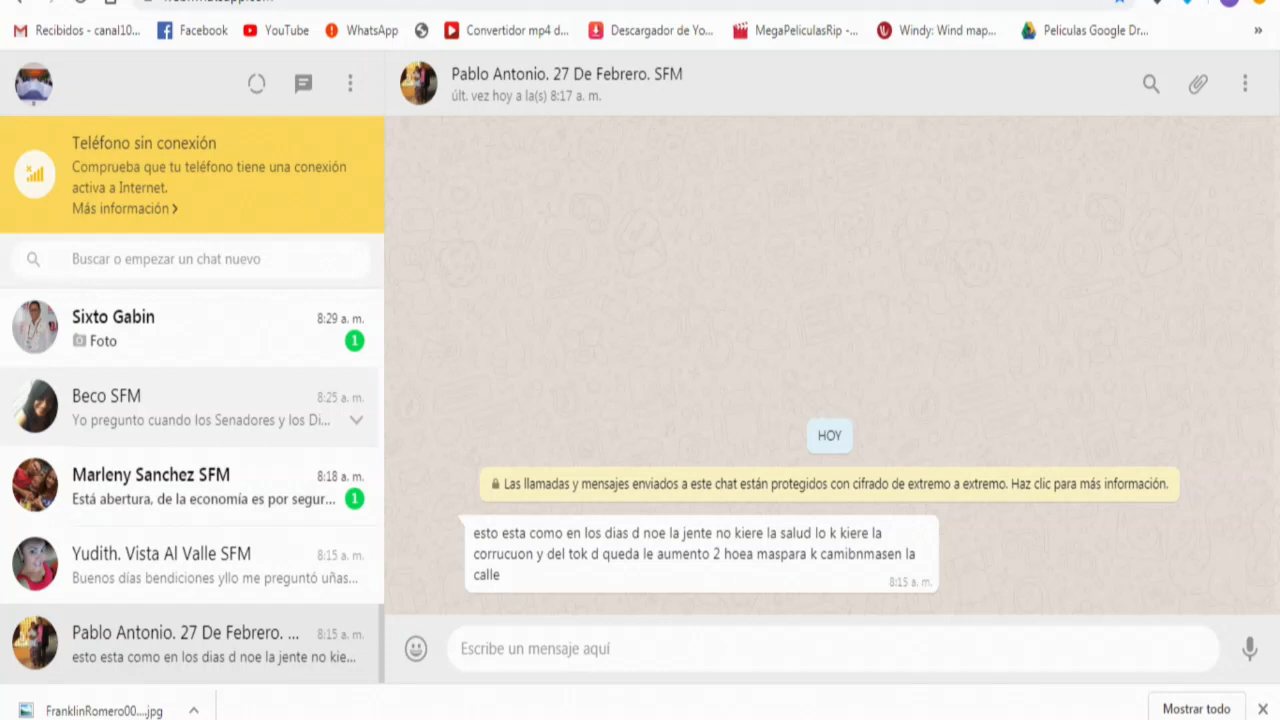 Recibidos - canal10...
Facebook
YouTube
WhatsApp
Convertidor mp4 d...
Descargador de Yo...
MegaPeliculasRip -...
Windy: Wind map...
Peliculas Google Dr...
Pablo Antonio. 27 De Febrero. SFM
últ. vez hoy a la(s) 8:17 a. m.
Teléfono sin conexión
Comprueba que tu teléfono tiene una conexión
activa a Internet.
Más información >
Buscar o empezar un chat nuevo
Sixto Gabin
8:29 a. m.
Foto
1
Beco SFM
8:25 a. m.
Yo pregunto cuando los Senadores y los Di...
Marleny Sanchez SFM
8:18 a. m.
Está abertura, de la economía es por segur...
1
Yudith. Vista Al Valle SFM
8:15 a. m.
Buenos días bendiciones yllo me preguntó uñas...
Pablo Antonio. 27 De Febrero. ...
8:15 a. m.
esto esta como en los dias d noe la jente no kie...
HOY
Las llamadas y mensajes enviados a este chat están protegidos con cifrado de extremo a extremo. Haz clic para más información.
esto esta como en los dias d noe la jente no kiere la salud lo k kiere la
corrucuon y del tok d queda le aumento 2 hoea maspara k camibnmasen la
calle
8:15 a. m.
Escribe un mensaje aquí
FranklinRomero00....jpg
Mostrar todo